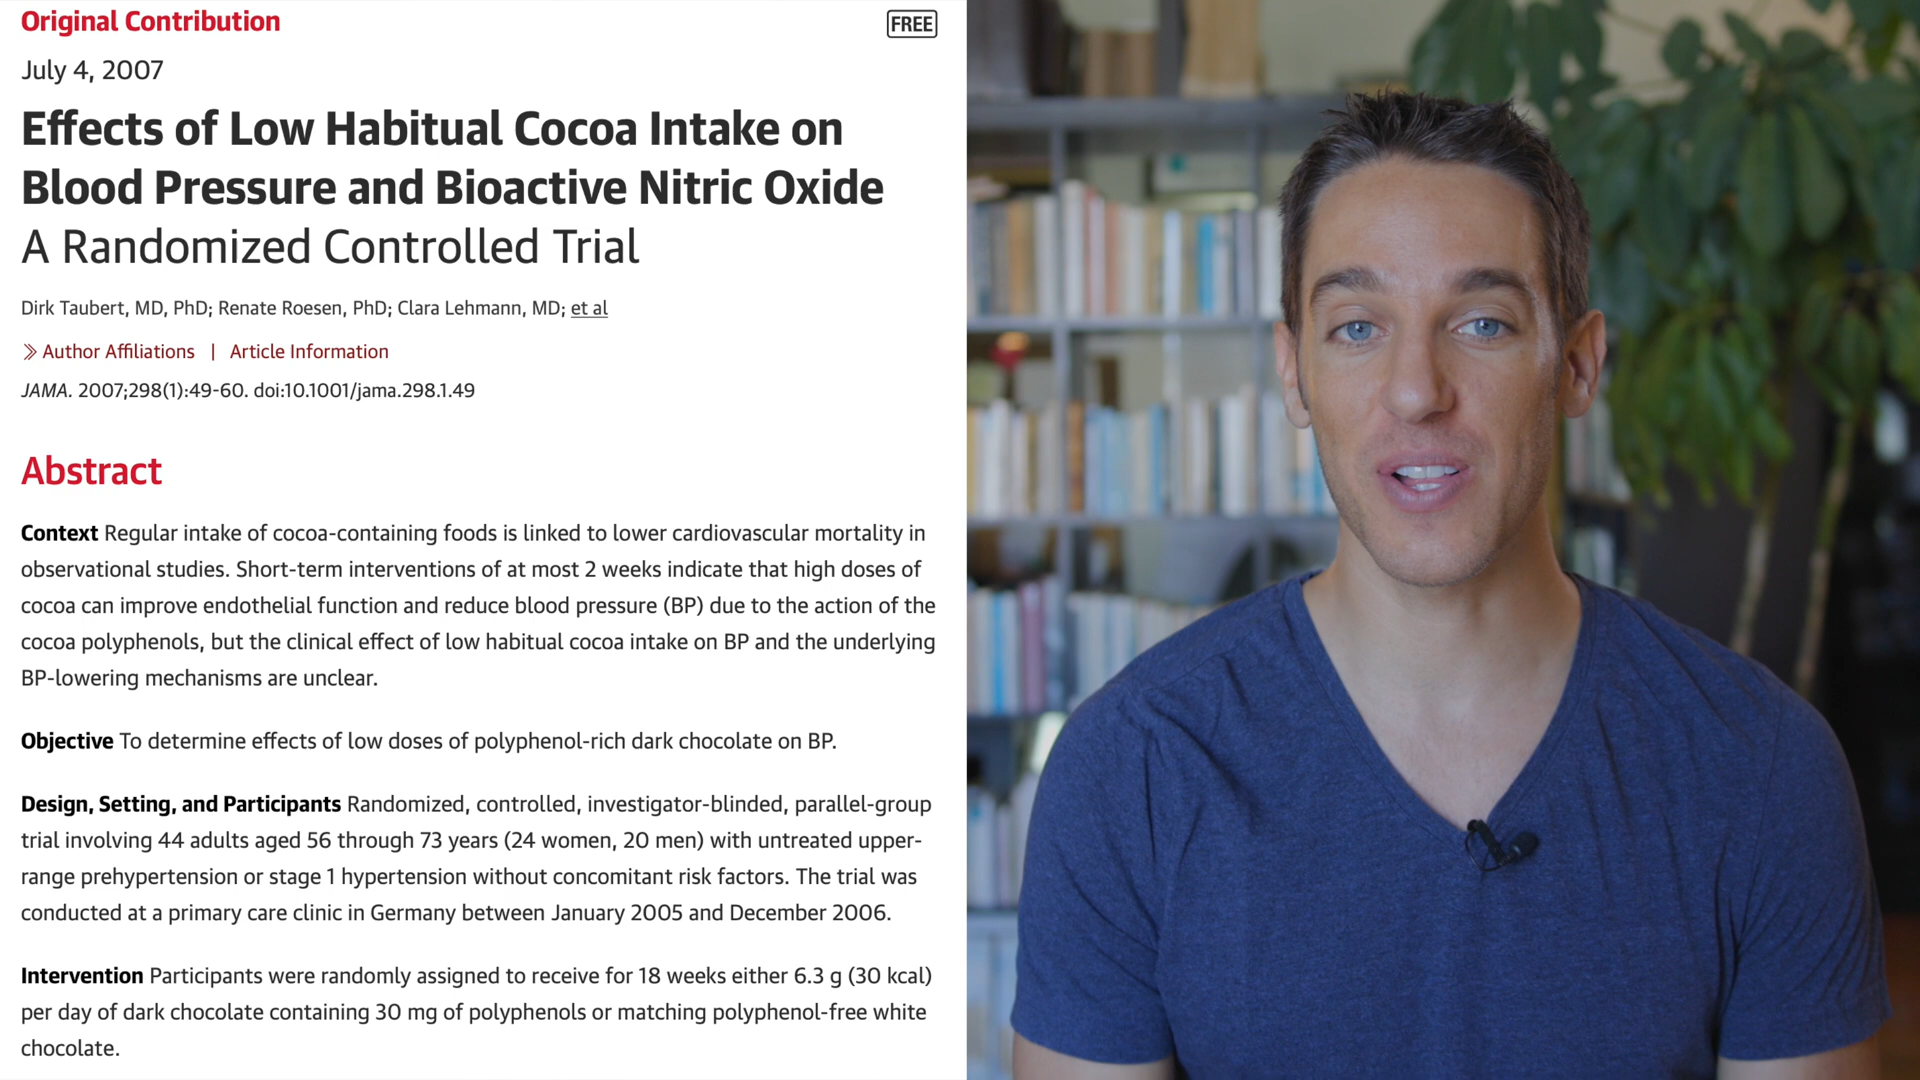 Original Contribution
FREE
July 4, 2007
Effects of Low Habitual Cocoa Intake on
Blood Pressure and Bioactive Nitric Oxide
A Randomized Controlled Trial
Dirk Taubert, MD, PhD; Renate Roesen, PhD; Clara Lehmann, MD; et al
Author Affiliations | Article Information
JAMA. 2007;298(1):49-60. doi:10.1001/jama.298.1.49
Abstract
Context Regular intake of cocoa-containing foods is linked to lower cardiovascular mortality in
observational studies. Short-term interventions of at most 2 weeks indicate that high doses of
cocoa can improve endothelial function and reduce blood pressure (BP) due to the action of the
cocoa polyphenols, but the clinical effect of low habitual cocoa intake on BP and the underlying
BP-lowering mechanisms are unclear.
Objective To determine effects of low doses of polyphenol-rich dark chocolate on BP.
Design, Setting, and Participants Randomized, controlled, investigator-blinded, parallel-group
trial involving 44 adults aged 56 through 73 years (24 women, 20 men) with untreated upper-
range prehypertension or stage 1 hypertension without concomitant risk factors. The trial was
conducted at a primary care clinic in Germany between January 2005 and December 2006.
Intervention Participants were randomly assigned to receive for 18 weeks either 6.3 g (30 kcal)
per day of dark chocolate containing 30 mg of polyphenols or matching polyphenol-free white
chocolate.